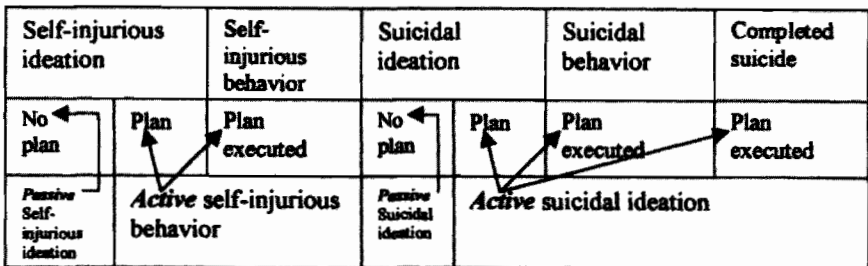 Self-injurious ideation
Self-injurious behavior
Suicidal ideation
Suicidal behavior
Completed suicide
No plan
Plan
Plan executed
No plan
Plan
Plan executed
Plan executed
Passive Self-injurious ideation
Active self-injurious behavior
Passive Suicidal ideation
Active suicidal ideation